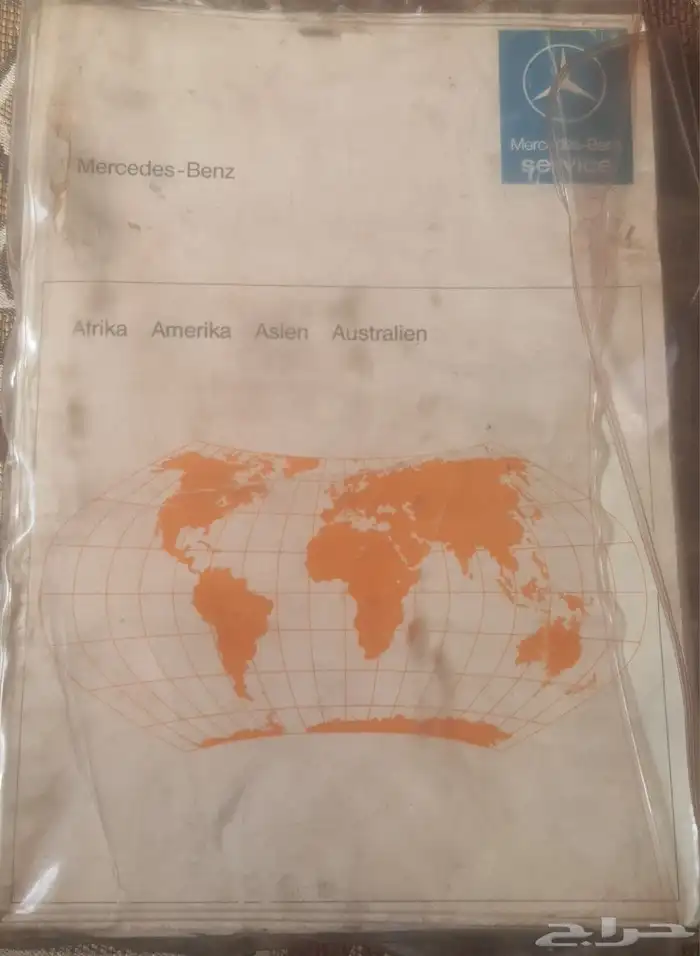 Mercedes-Benz
service
Mercedes-Benz
Afrika Amerika Asien Australien
حراج